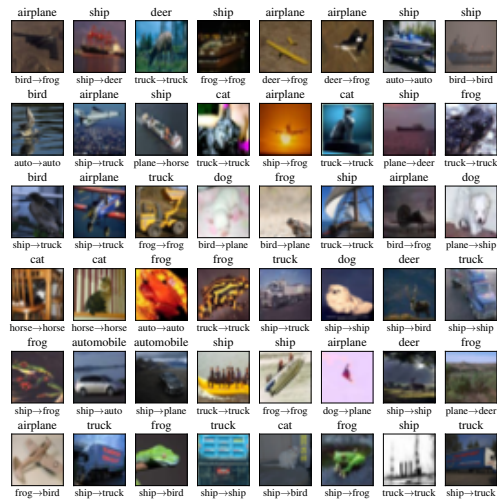 airplane ship deer ship airplane airplane ship ship
bird→frog ship→deer truck→truck frog→frog deer→frog deer→frog auto→auto bird→bird
bird airplane ship cat airplane cat ship frog
auto→auto ship→truck plane→horse truck→truck ship→frog truck→truck plane→deer truck→truck
bird airplane truck dog frog ship airplane dog
ship→truck ship→truck frog→frog bird→plane bird→plane truck→truck bird→frog plane→ship
cat cat frog frog truck dog deer truck
horse→horse horse→horse auto→auto truck→truck ship→truck ship→ship ship→bird ship→ship
frog automobile automobile ship ship airplane deer frog
ship→frog ship→auto ship→plane truck→truck frog→frog dog→plane ship→ship plane→deer
airplane truck frog truck cat frog ship truck
frog→bird ship→truck ship→bird ship→ship ship→bird ship→frog truck→truck ship→truck